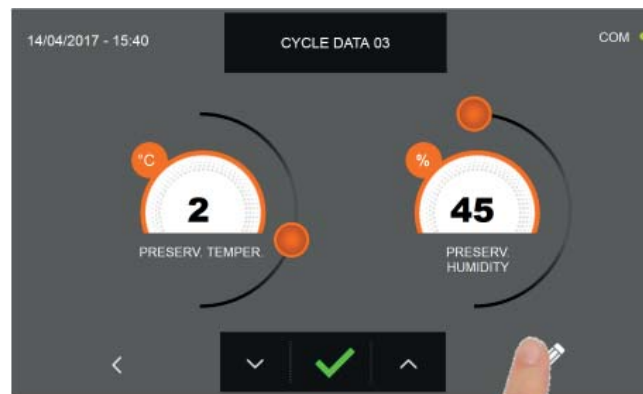 14/04/2017 - 15:40
CYCLE DATA 03
COM
°C
2
PRESERV. TEMPER.
%
45
PRESERV.
HUMIDITY